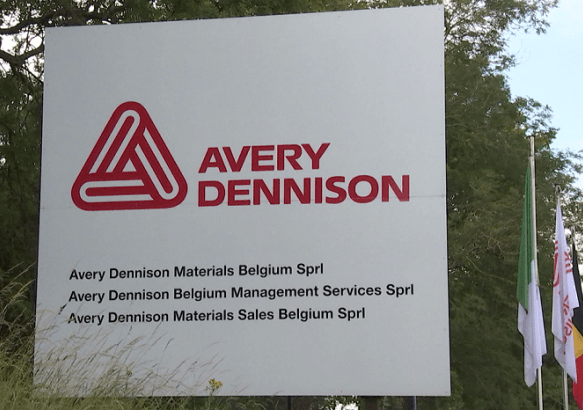 AVERY
DENNISON
Avery Dennison Materials Belgium Sprl
Avery Dennison Belgium Management Services Sprl
Avery Dennison Materials Sales Belgium Sprl